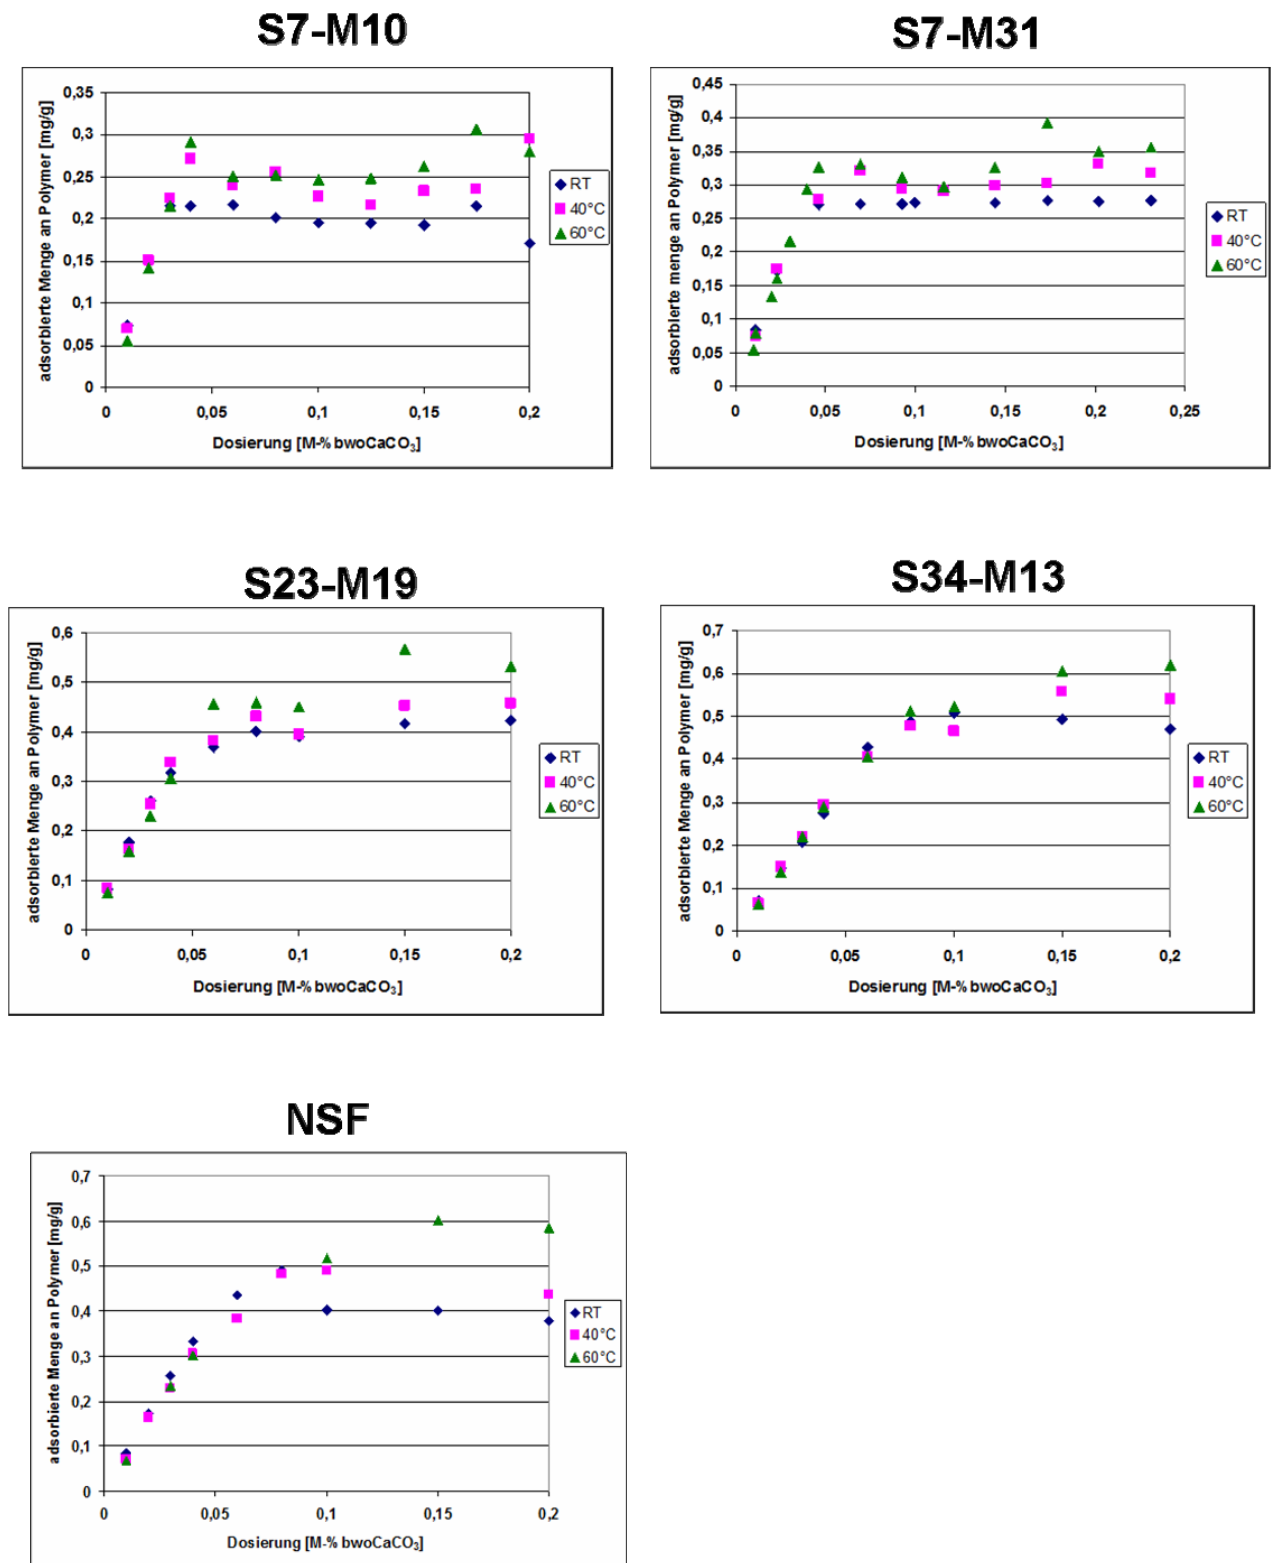 S7-M10
S7-M31
adsorbierte Menge an Polymer [mg/g]
0,35
0,3
0,25
0,2
0,15
0,1
0,05
0
0 0,05 0,1 0,15 0,2
Dosierung [M-% bwoCaCO₃]
RT
40°C
60°C
adsorbierte menge an Polymer [mg/g]
0,45
0,4
0,35
0,3
0,25
0,2
0,15
0,1
0,05
0
0 0,05 0,1 0,15 0,2 0,25
Dosierung [M-% bwoCaCO₃]
RT
40°C
60°C
S23-M19
S34-M13
adsorbierte Menge an Polymer [mg/g]
0,6
0,5
0,4
0,3
0,2
0,1
0
0 0,05 0,1 0,15 0,2
Dosierung [M-% bwoCaCO₃]
RT
40°C
60°C
adsorbierte Menge an Polymer [mg/g]
0,7
0,6
0,5
0,4
0,3
0,2
0,1
0
0 0,05 0,1 0,15 0,2
Dosierung [M-% bwoCaCO₃]
RT
40°C
60°C
NSF
adsorbierte Menge an Polymer [mg/g]
0,7
0,6
0,5
0,4
0,3
0,2
0,1
0
0 0,05 0,1 0,15 0,2
Dosierung [M-% bwoCaCO₃]
RT
40°C
60°C